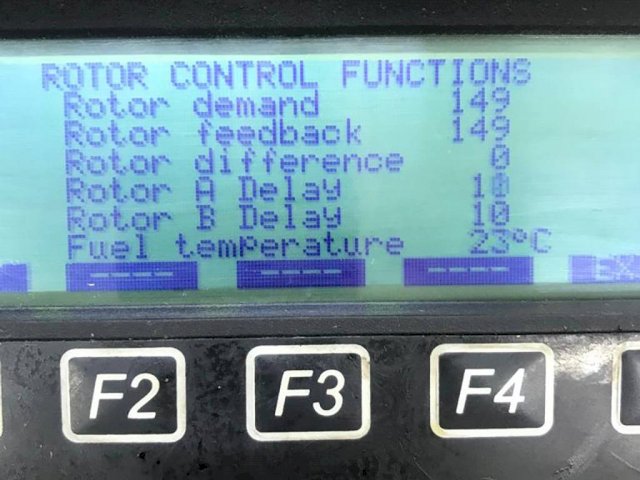 ROTOR CONTROL FUNCTIONS
Rotor demand 149
Rotor feedback 149
Rotor difference 0
Rotor A Delay 10
Rotor B Delay 10
Fuel temperature 23°C
---- ---- ----
F2 F3 F4